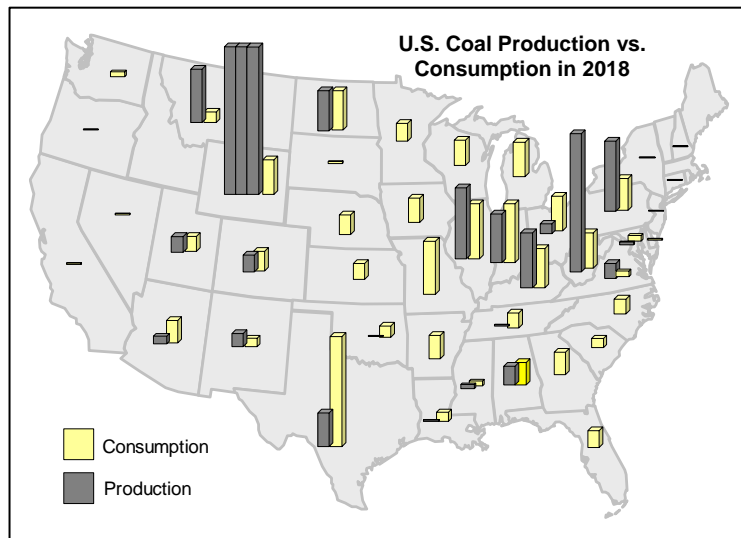 U.S. Coal Production vs.
Consumption in 2018
Consumption
Production